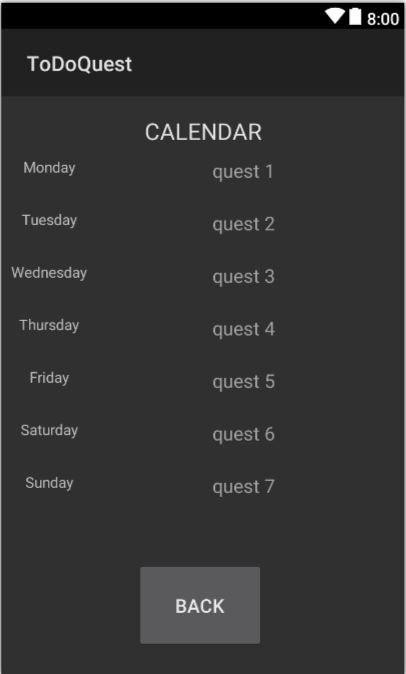 8:00
ToDoQuest
CALENDAR
Monday quest 1
Tuesday quest 2
Wednesday quest 3
Thursday quest 4
Friday quest 5
Saturday quest 6
Sunday quest 7
BACK